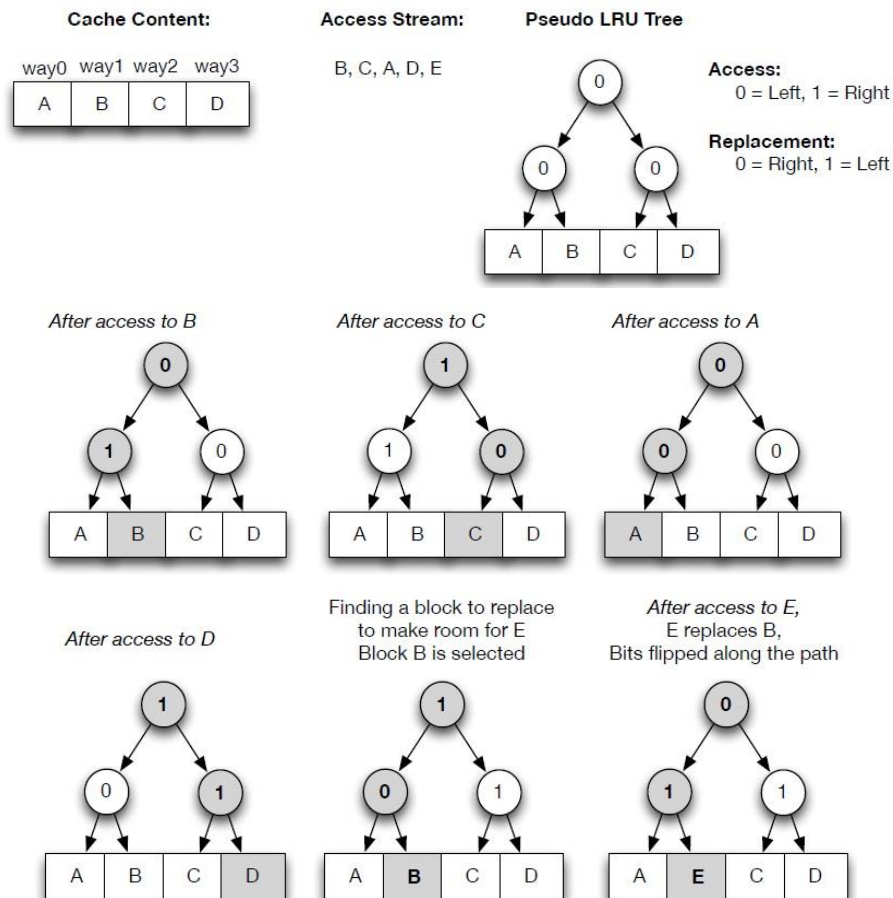 Cache Content:
Access Stream:
Pseudo LRU Tree
way0 way1 way2 way3
A B C D
B, C, A, D, E
0
0 0
A B C D
Access:
0 = Left, 1 = Right
Replacement:
0 = Right, 1 = Left
After access to B
0
1 0
A B C D
After access to C
1
1 0
A B C D
After access to A
0
0 0
A B C D
After access to D
1
0 1
A B C D
Finding a block to replace
to make room for E
Block B is selected
1
0 1
A B C D
After access to E,
E replaces B,
Bits flipped along the path
0
1 1
A E C D